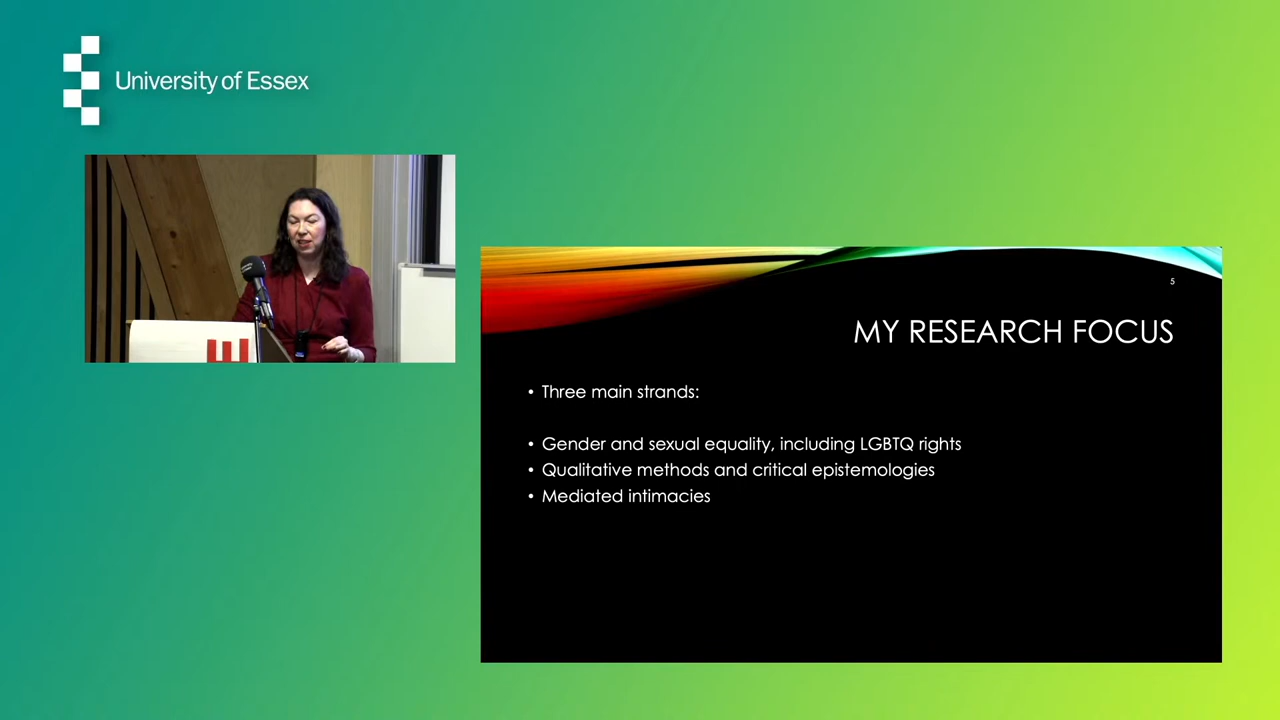 University of Essex
5
MY RESEARCH FOCUS
• Three main strands:
• Gender and sexual equality, including LGBTQ rights
• Qualitative methods and critical epistemologies
• Mediated intimacies